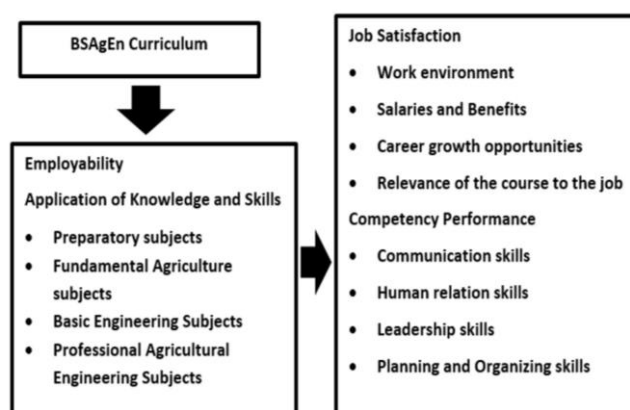 BSAgEn Curriculum
Employability
Application of Knowledge and Skills
• Preparatory subjects
• Fundamental Agriculture
subjects
• Basic Engineering Subjects
• Professional Agricultural
Engineering Subjects
Job Satisfaction
• Work environment
• Salaries and Benefits
• Career growth opportunities
• Relevance of the course to the job
Competency Performance
• Communication skills
• Human relation skills
• Leadership skills
• Planning and Organizing skills